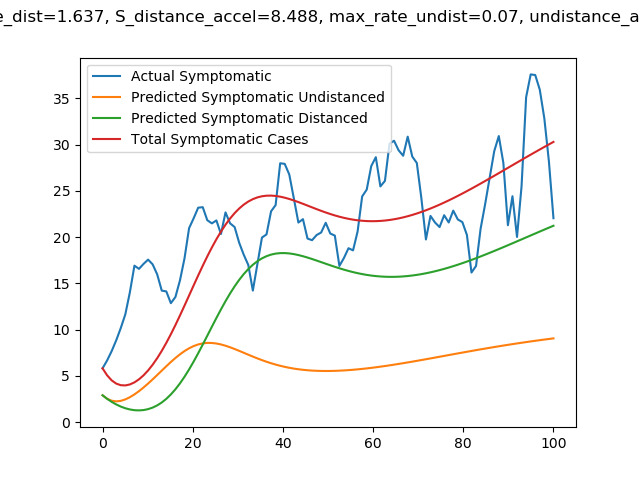 e_dist=1.637, S_distance_accel=8.488, max_rate_undist=0.07, undistance_a
Actual Symptomatic
Predicted Symptomatic Undistanced
Predicted Symptomatic Distanced
Total Symptomatic Cases
35
30
25
20
15
10
5
0
0 20 40 60 80 100